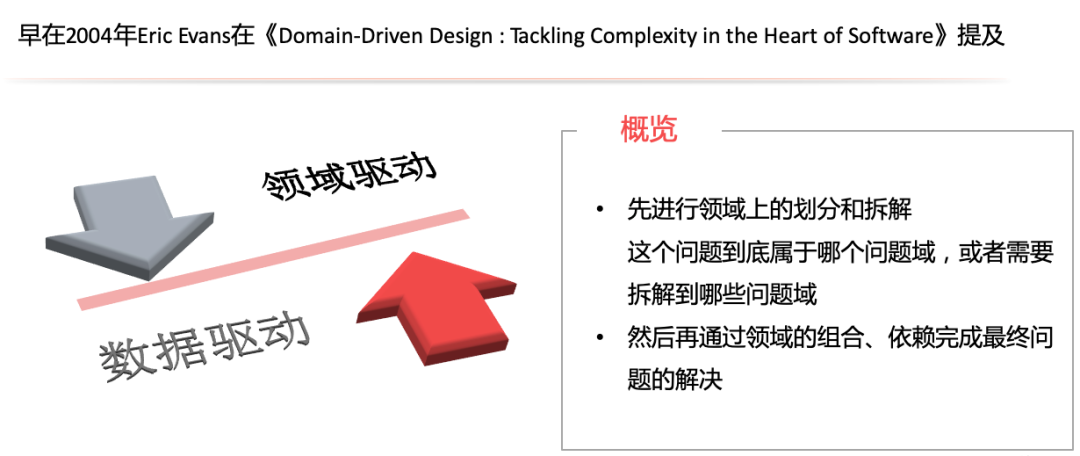 早在2004年Eric Evans在《Domain-Driven Design : Tackling Complexity in the Heart of Software》提及
领域驱动
数据驱动
概览
• 先进行领域上的划分和拆解
这个问题到底属于哪个问题域，或者需要
拆解到哪些问题域
• 然后再通过领域的组合、依赖完成最终问
题的解决